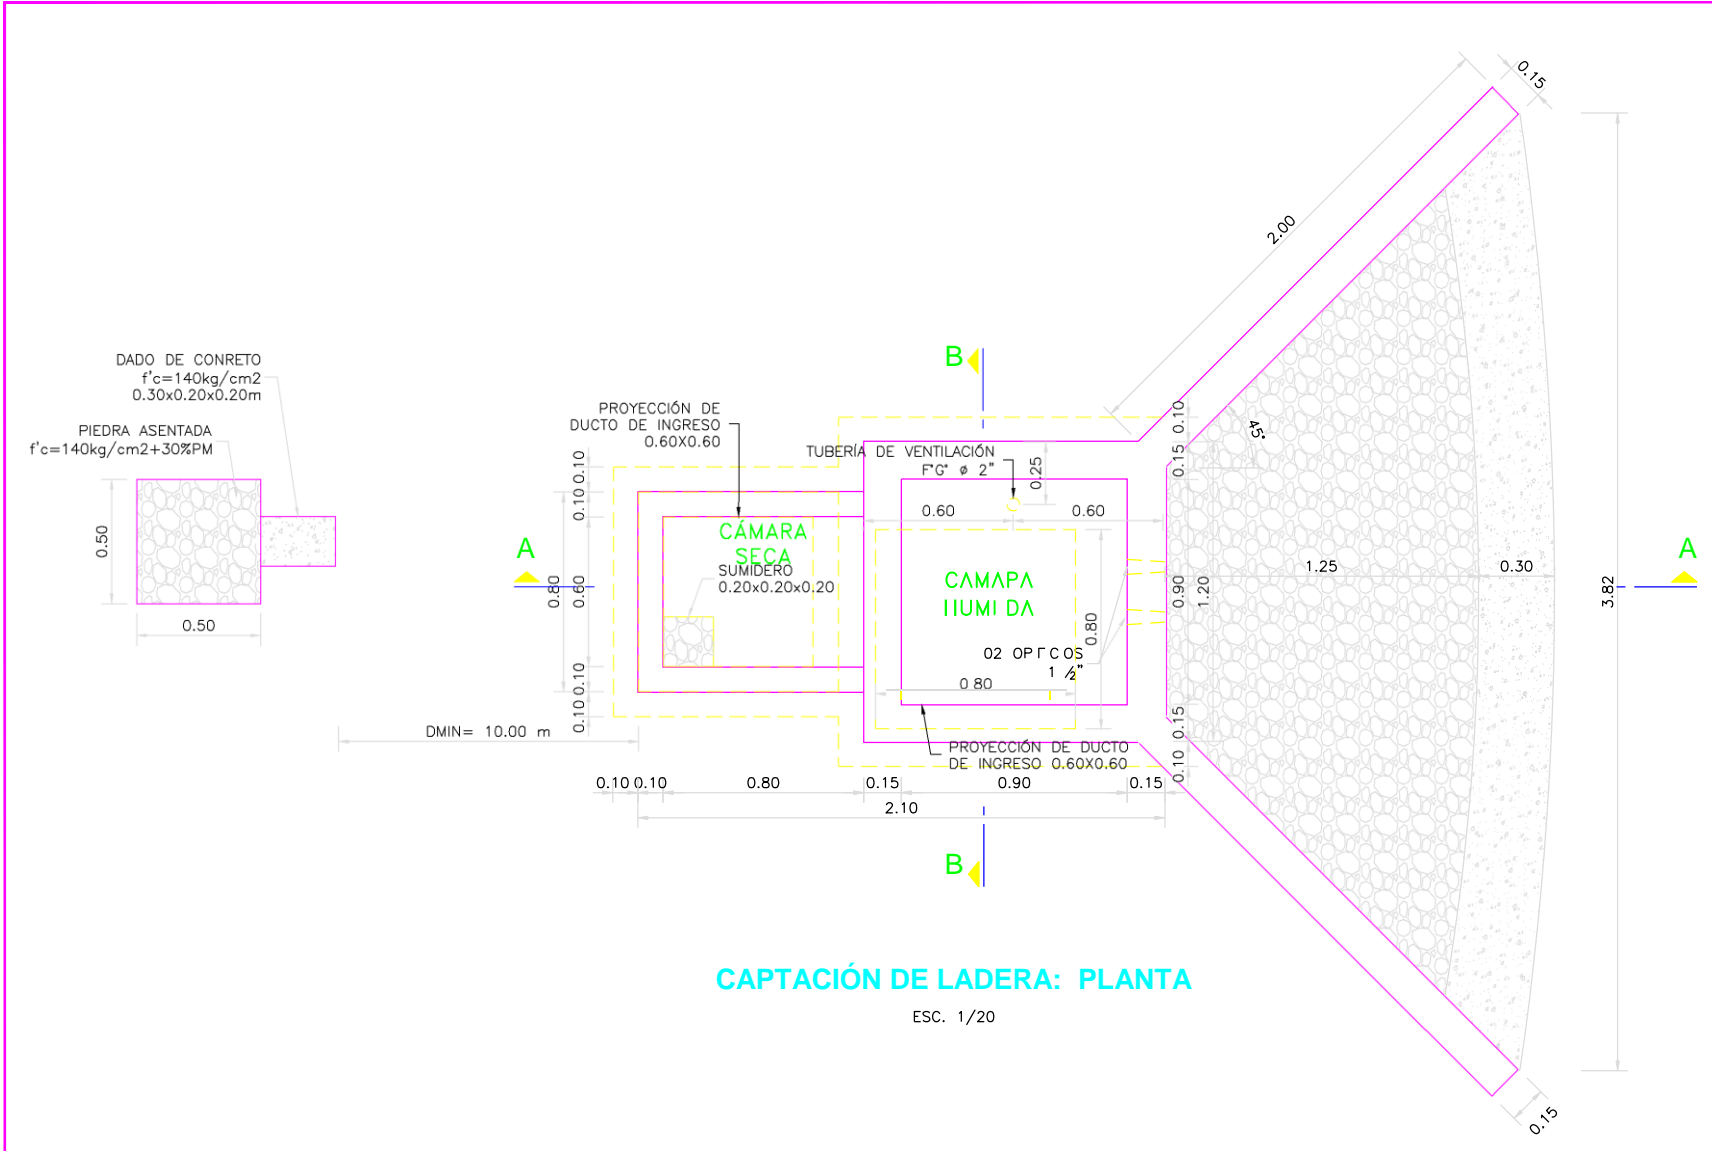 0.15
2.00
B
DADO DE CONRETO
f'c=140kg/cm2
0.30x0.20x0.20m
PIEDRA ASENTADA
f'c=140kg/cm2+30%PM
PROYECCIÓN DE
DUCTO DE INGRESO
0.60X0.60
TUBERÍA DE VENTILACIÓN
F°G° ø 2"
0.25
0.10
0.15
45°
0.10
0.10
0.60
0.60
0.50
0.50
A
CÁMARA
SECA
SUMIDERO
0.20x0.20x0.20
0.80
0.60
CAMAPA
IIUMI DA
0.80
0.90
1.20
1.25
0.30
3.82
A
02 OP Γ C OS
1 ½"
0 80
0.10
0.10
0.15
0.10
DMIN= 10.00 m
PROYECCIÓN DE DUCTO
DE INGRESO 0.60X0.60
0.10
0.10
0.80
0.15
0.90
0.15
2.10
B
CAPTACIÓN DE LADERA: PLANTA
ESC. 1/20
0.15